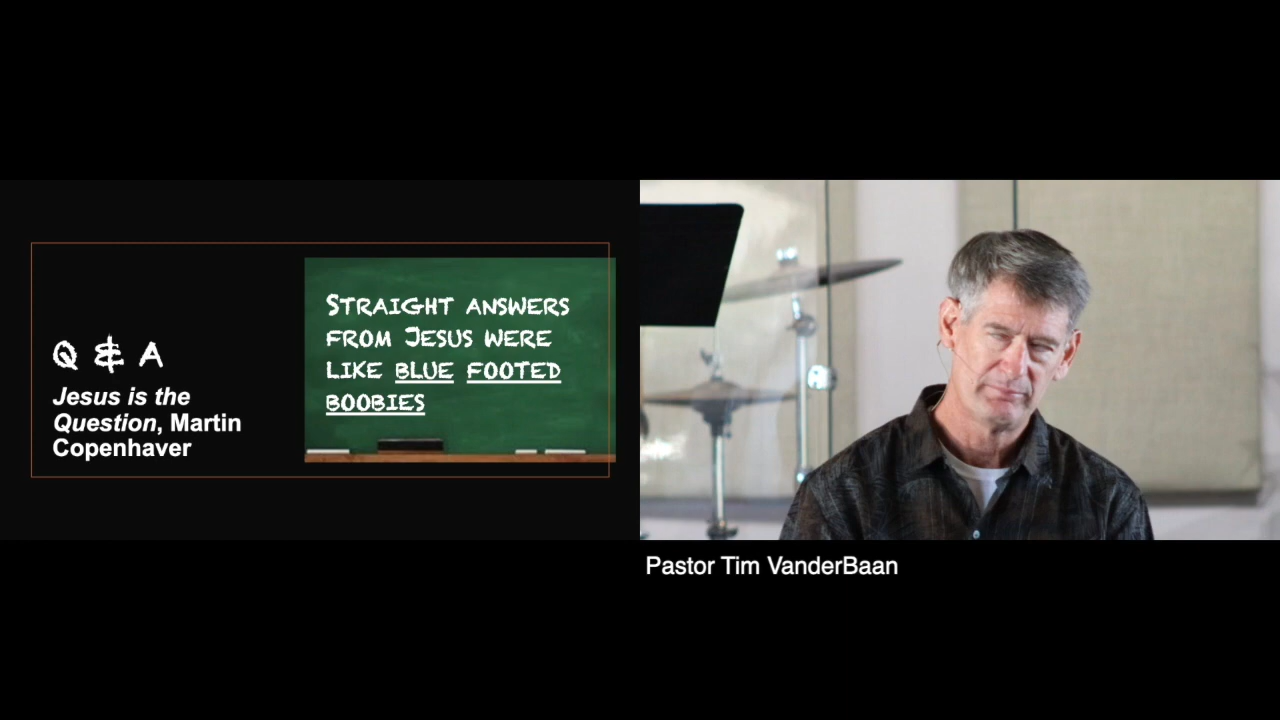 Q & A
Jesus is the
Question, Martin
Copenhaver
STRAIGHT ANSWERS
FROM JESUS WERE
LIKE BLUE FOOTED
BOOBIES
Pastor Tim VanderBaan